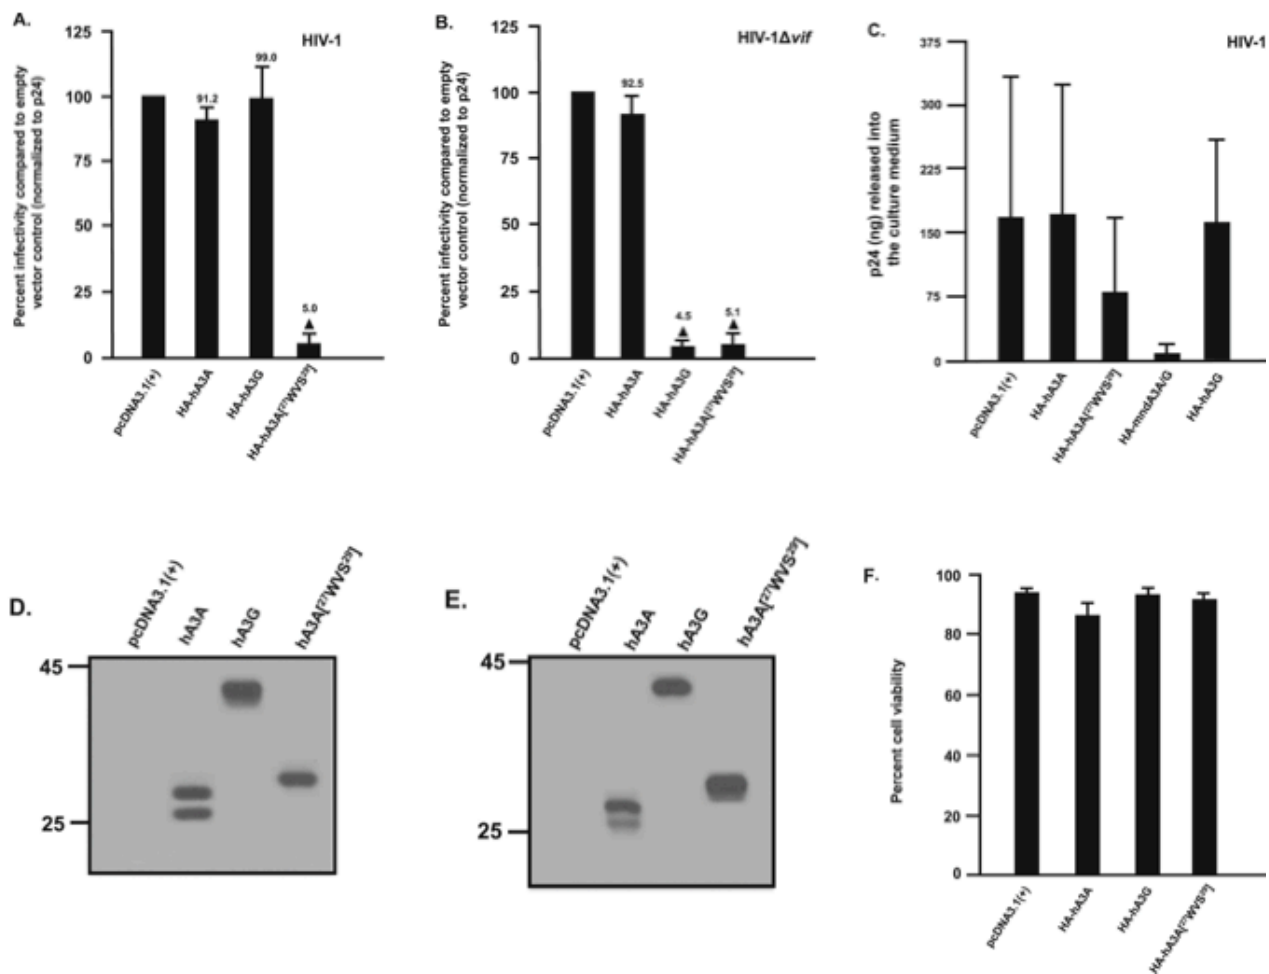 A.
HIV-1
Percent infectivity compared to empty
vector control (normalized to p24)
125
100
75
50
25
0
91.2
99.0
5.0
pcDNA3.1(+)
HA-hA3A
HA-hA3G
HA-hA3A[²⁷WVS²⁹]
B.
HIV-1Δvif
Percent infectivity compared to empty
vector control (normalized to p24)
125
100
75
50
25
0
92.5
4.5
5.1
pcDNA3.1(+)
HA-hA3A
HA-hA3G
HA-hA3A[²⁷WVS²⁹]
C.
HIV-1
p24 (ng) released into
the culture medium
375
300
225
150
75
0
pcDNA3.1(+)
HA-hA3A
HA-hA3A[²⁷WVS²⁹]
HA-mndA3A/G
HA-hA3G
D.
pcDNA3.1(+)
hA3A
hA3G
hA3A[²⁷WVS²⁹]
45
25
E.
pcDNA3.1(+)
hA3A
hA3G
hA3A[²⁷WVS²⁹]
45
25
F.
Percent cell viability
100
80
60
40
20
0
pcDNA3.1(+)
HA-hA3A
HA-hA3G
HA-hA3A[²⁷WVS²⁹]